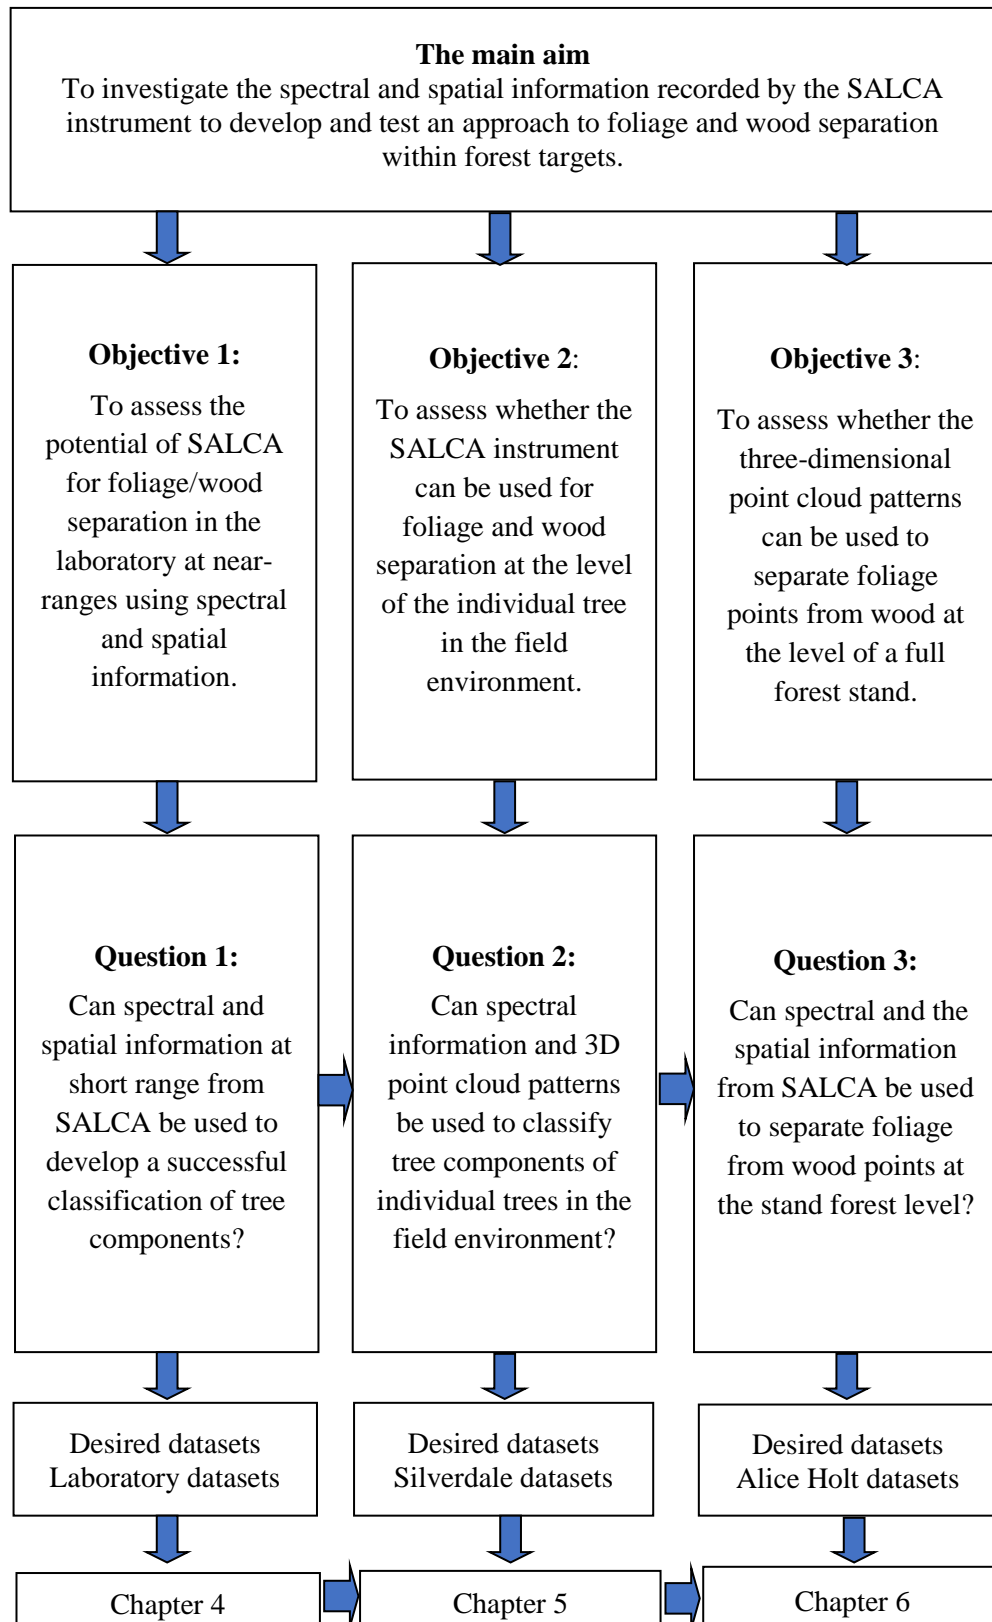 The main aim
To investigate the spectral and spatial information recorded by the SALCA
instrument to develop and test an approach to foliage and wood separation
within forest targets.
Objective 1:
To assess the
potential of SALCA
for foliage/wood
separation in the
laboratory at near-
ranges using spectral
and spatial
information.
Objective 2:
To assess whether the
SALCA instrument
can be used for
foliage and wood
separation at the level
of the individual tree
in the field
environment.
Objective 3:
To assess whether the
three-dimensional
point cloud patterns
can be used to
separate foliage
points from wood at
the level of a full
forest stand.
Question 1:
Can spectral and
spatial information at
short range from
SALCA be used to
develop a successful
classification of tree
components?
Question 2:
Can spectral
information and 3D
point cloud patterns
be used to classify
tree components of
individual trees in the
field environment?
Question 3:
Can spectral and the
spatial information
from SALCA be used
to separate foliage
from wood points at
the stand forest level?
Desired datasets
Laboratory datasets
Desired datasets
Silverdale datasets
Desired datasets
Alice Holt datasets
Chapter 4
Chapter 5
Chapter 6